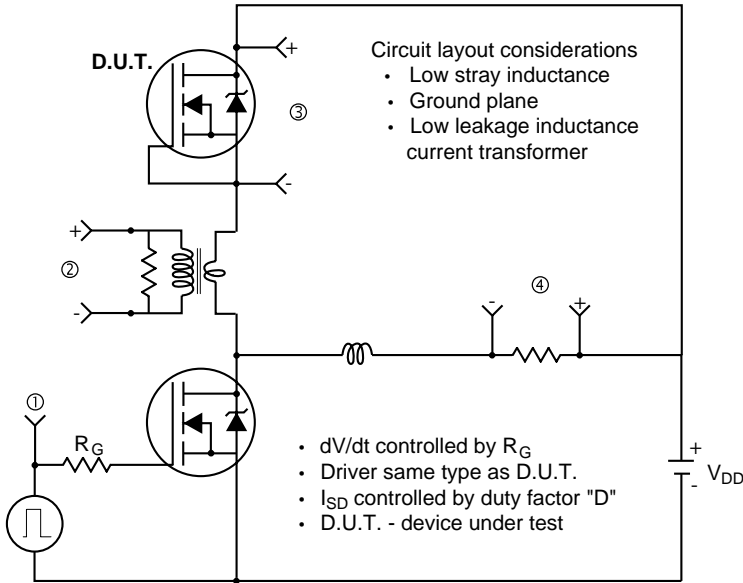 D.U.T.
+
Circuit layout considerations
• Low stray inductance
• Ground plane
• Low leakage inductance
current transformer
③
-
+
②
-
④
-
+
①
R_G
• dV/dt controlled by R_G
• Driver same type as D.U.T.
• I_SD controlled by duty factor "D"
• D.U.T. - device under test
+
V_DD
-